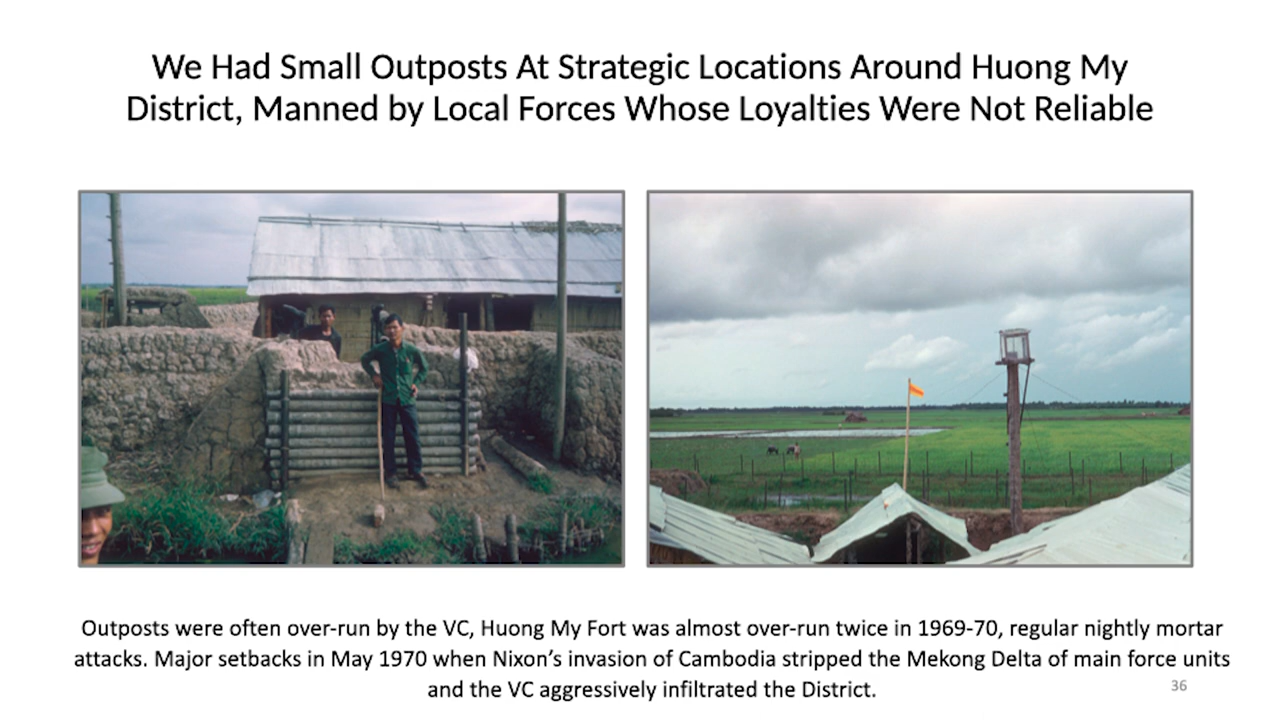 We Had Small Outposts At Strategic Locations Around Huong My
District, Manned by Local Forces Whose Loyalties Were Not Reliable
Outposts were often over-run by the VC, Huong My Fort was almost over-run twice in 1969-70, regular nightly mortar
attacks. Major setbacks in May 1970 when Nixon’s invasion of Cambodia stripped the Mekong Delta of main force units
and the VC aggressively infiltrated the District.
36